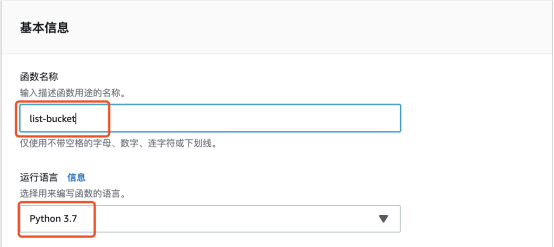 基本信息
函数名称
输入描述函数用途的名称。
list-bucket
仅使用不带空格的字母、数字、连字符或下划线。
运行语言 信息
选择用来编写函数的语言。
Python 3.7